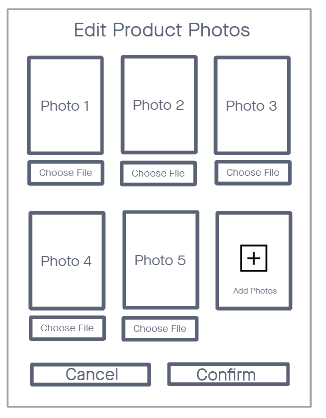 Edit Product Photos
Photo 1
Photo 2
Photo 3
Choose File
Choose File
Choose File
Photo 4
Photo 5
Add Photos
Choose File
Choose File
Cancel
Confirm